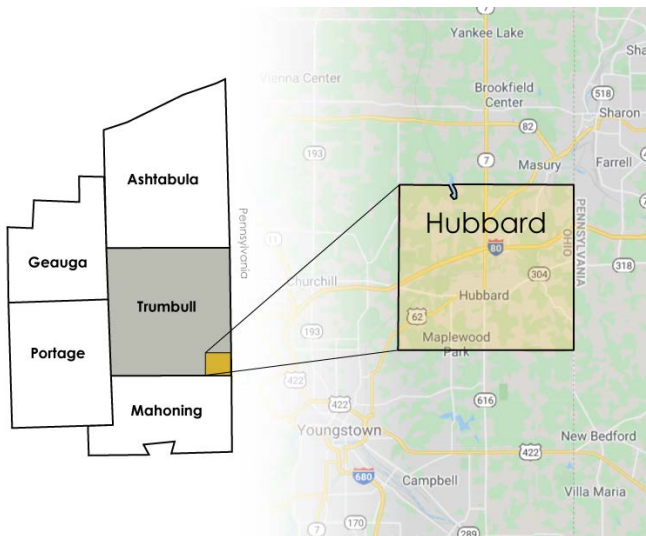 Ashtabula
Pennsylvania
Geauga
Trumbull
Portage
Mahoning
7
Yankee Lake
Vienna Center
Brookfield
Center
518
Sharon
82
193
7
Masury
Farrell
Hubbard
PENNSYLVANIA
OHIO
80
11
Churchill
304
318
Hubbard
62
193
Maplewood
Park
422
422
616
Youngstown
New Bedford
422
680
Campbell
Villa Maria
7
170
289